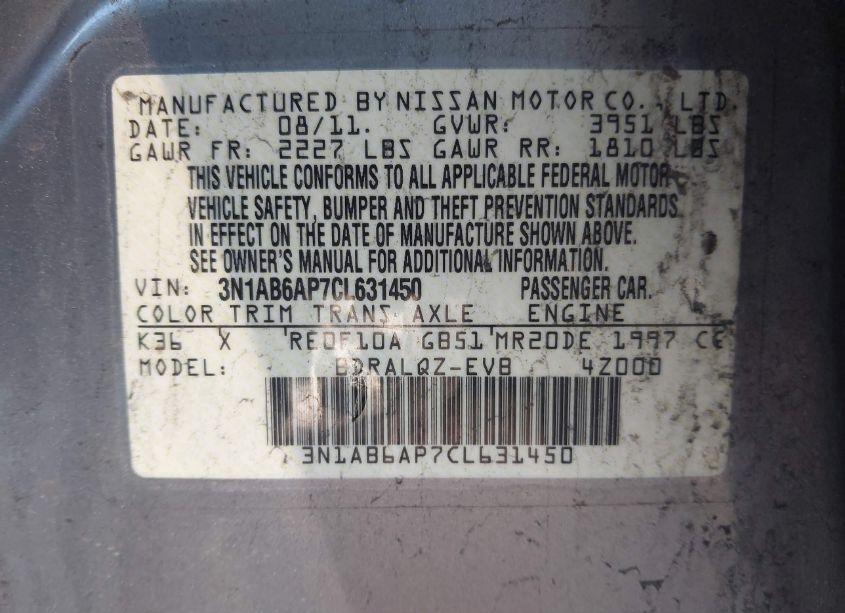 MANUFACTURED BY NISSAN MOTOR CO., LTD.
DATE: 08/11. GVWR: 3951 LBS
GAWR FR: 2227 LBS GAWR RR: 1810 LBS
THIS VEHICLE CONFORMS TO ALL APPLICABLE FEDERAL MOTOR
VEHICLE SAFETY, BUMPER AND THEFT PREVENTION STANDARDS
IN EFFECT ON THE DATE OF MANUFACTURE SHOWN ABOVE.
SEE OWNER'S MANUAL FOR ADDITIONAL INFORMATION.
VIN: 3N1AB6AP7CL631450 PASSENGER CAR.
COLOR TRIM TRANS AXLE ENGINE
K36 X RE0F10A GB51 MR20DE 1997 CC
MODEL: BDRALQZ-EVB 4Z000
3N1AB6AP7CL631450